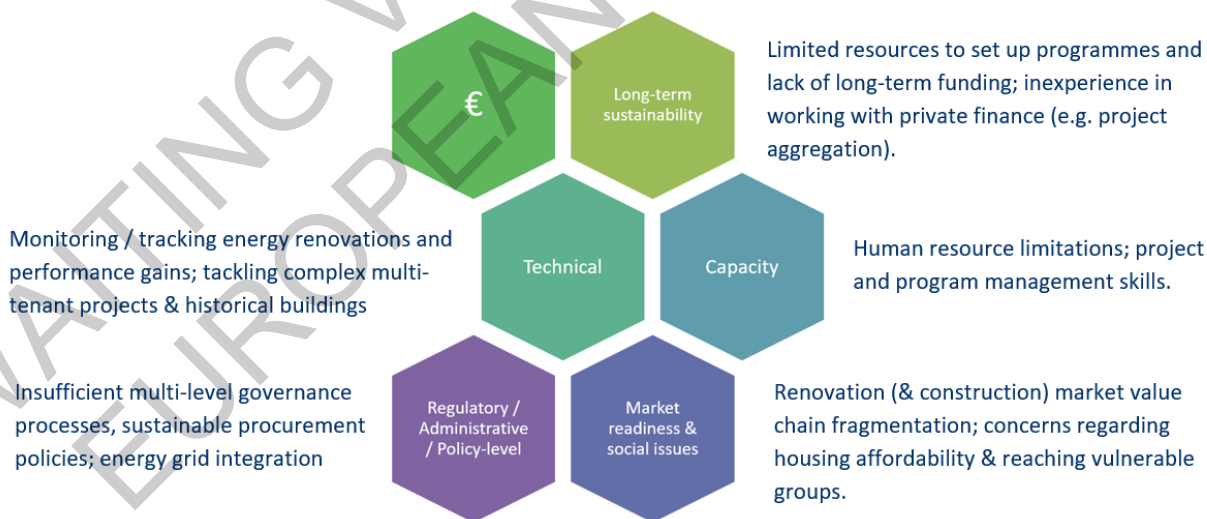 €
Long-term
sustainability
Limited resources to set up programmes and
lack of long-term funding; inexperience in
working with private finance (e.g. project
aggregation).
Monitoring / tracking energy renovations and
performance gains; tackling complex multi-
tenant projects & historical buildings
Technical
Capacity
Human resource limitations; project
and program management skills.
Insufficient multi-level governance
processes, sustainable procurement
policies; energy grid integration
Regulatory /
Administrative
/ Policy-level
Market
readiness &
social issues
Renovation (& construction) market value
chain fragmentation; concerns regarding
housing affordability & reaching vulnerable
groups.
VAITING V
EUROPEAN